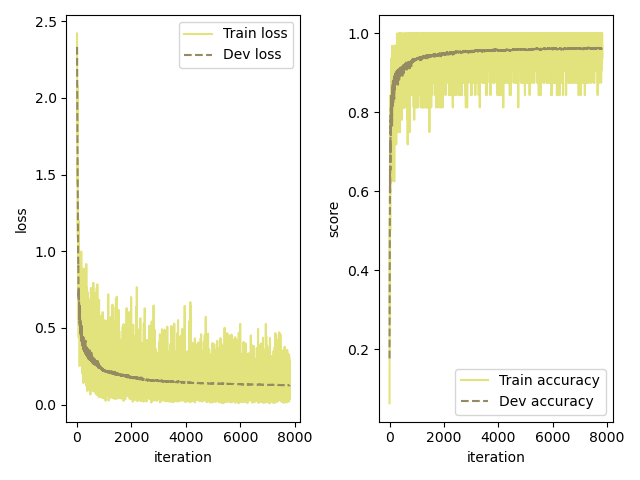 2.5
2.0
1.5
1.0
0.5
0.0
loss
0
2000
4000
6000
8000
iteration
Train loss
Dev loss
1.0
0.8
0.6
0.4
0.2
score
0
2000
4000
6000
8000
iteration
Train accuracy
Dev accuracy